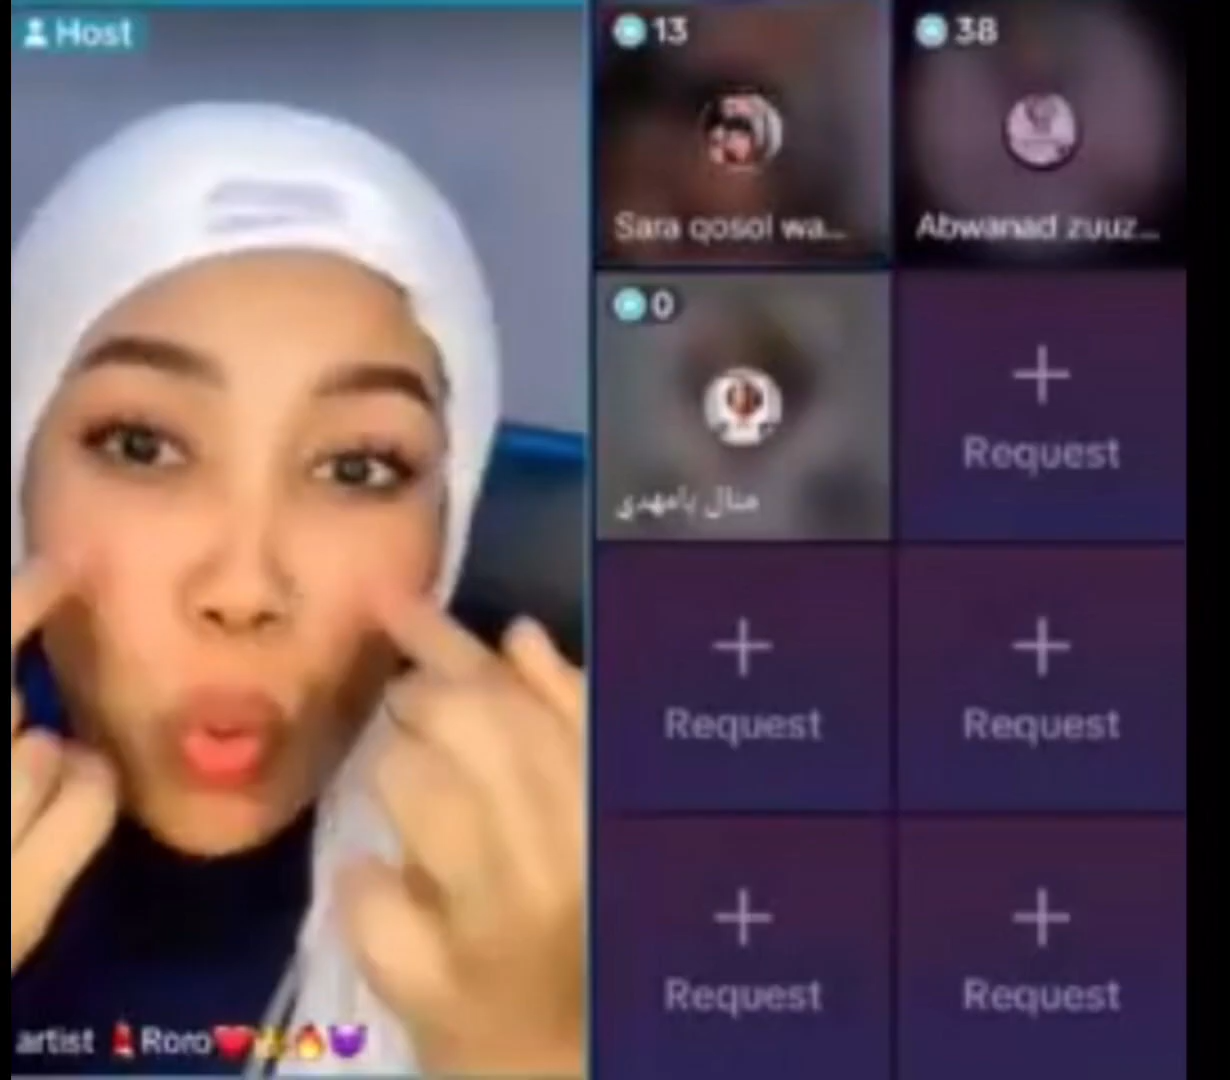 Host
13
38
Sara qosol wa...
Abwanad zuuz...
0
منال بامهدي
Request
Request
Request
Request
Request
artist 💄Roro❤️👑🔥😈